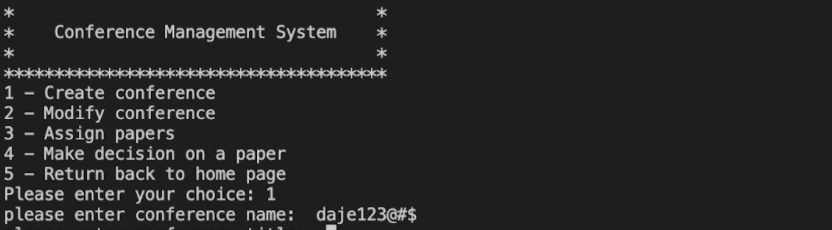 *                                    *
*    Conference Management System    *
*                                    *
**************************************
1 - Create conference
2 - Modify conference
3 - Assign papers
4 - Make decision on a paper
5 - Return back to home page
Please enter your choice: 1
please enter conference name:  daje123@#$